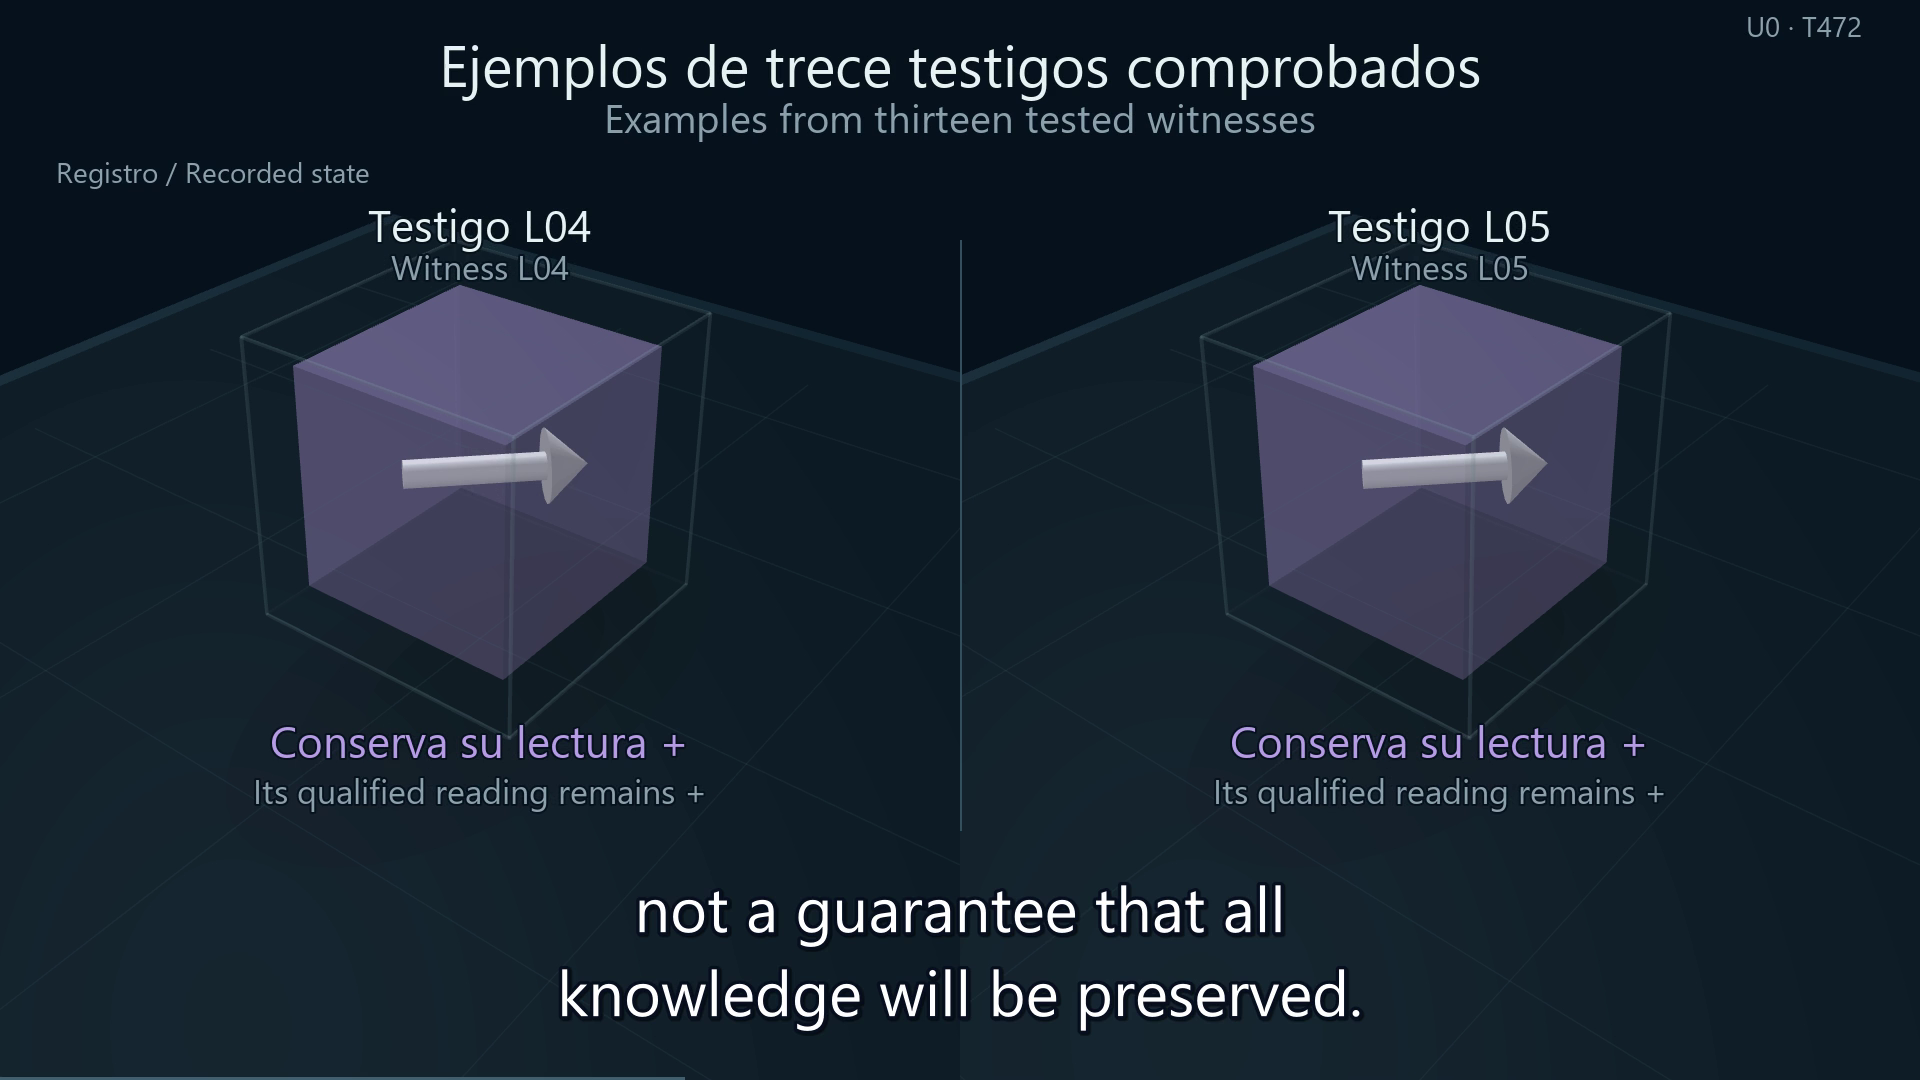 U0 · T472
Ejemplos de trece testigos comprobados
Examples from thirteen tested witnesses
Registro / Recorded state
Testigo L04
Witness L04
Testigo L05
Witness L05
Conserva su lectura +
Its qualified reading remains +
Conserva su lectura +
Its qualified reading remains +
not a guarantee that all
knowledge will be preserved.